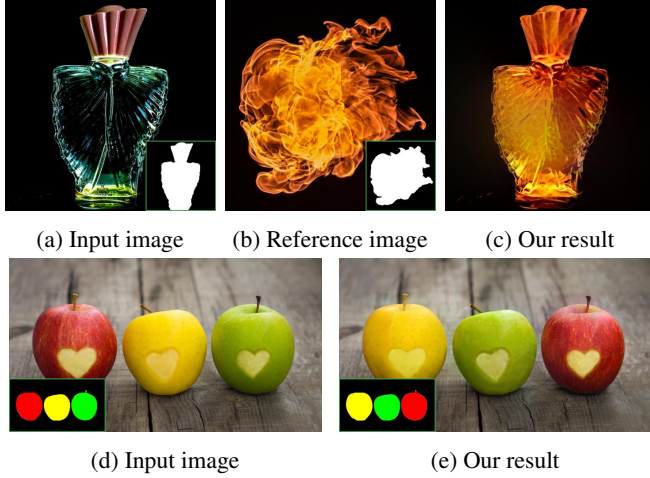 (a) Input image
(b) Reference image
(c) Our result
(d) Input image
(e) Our result